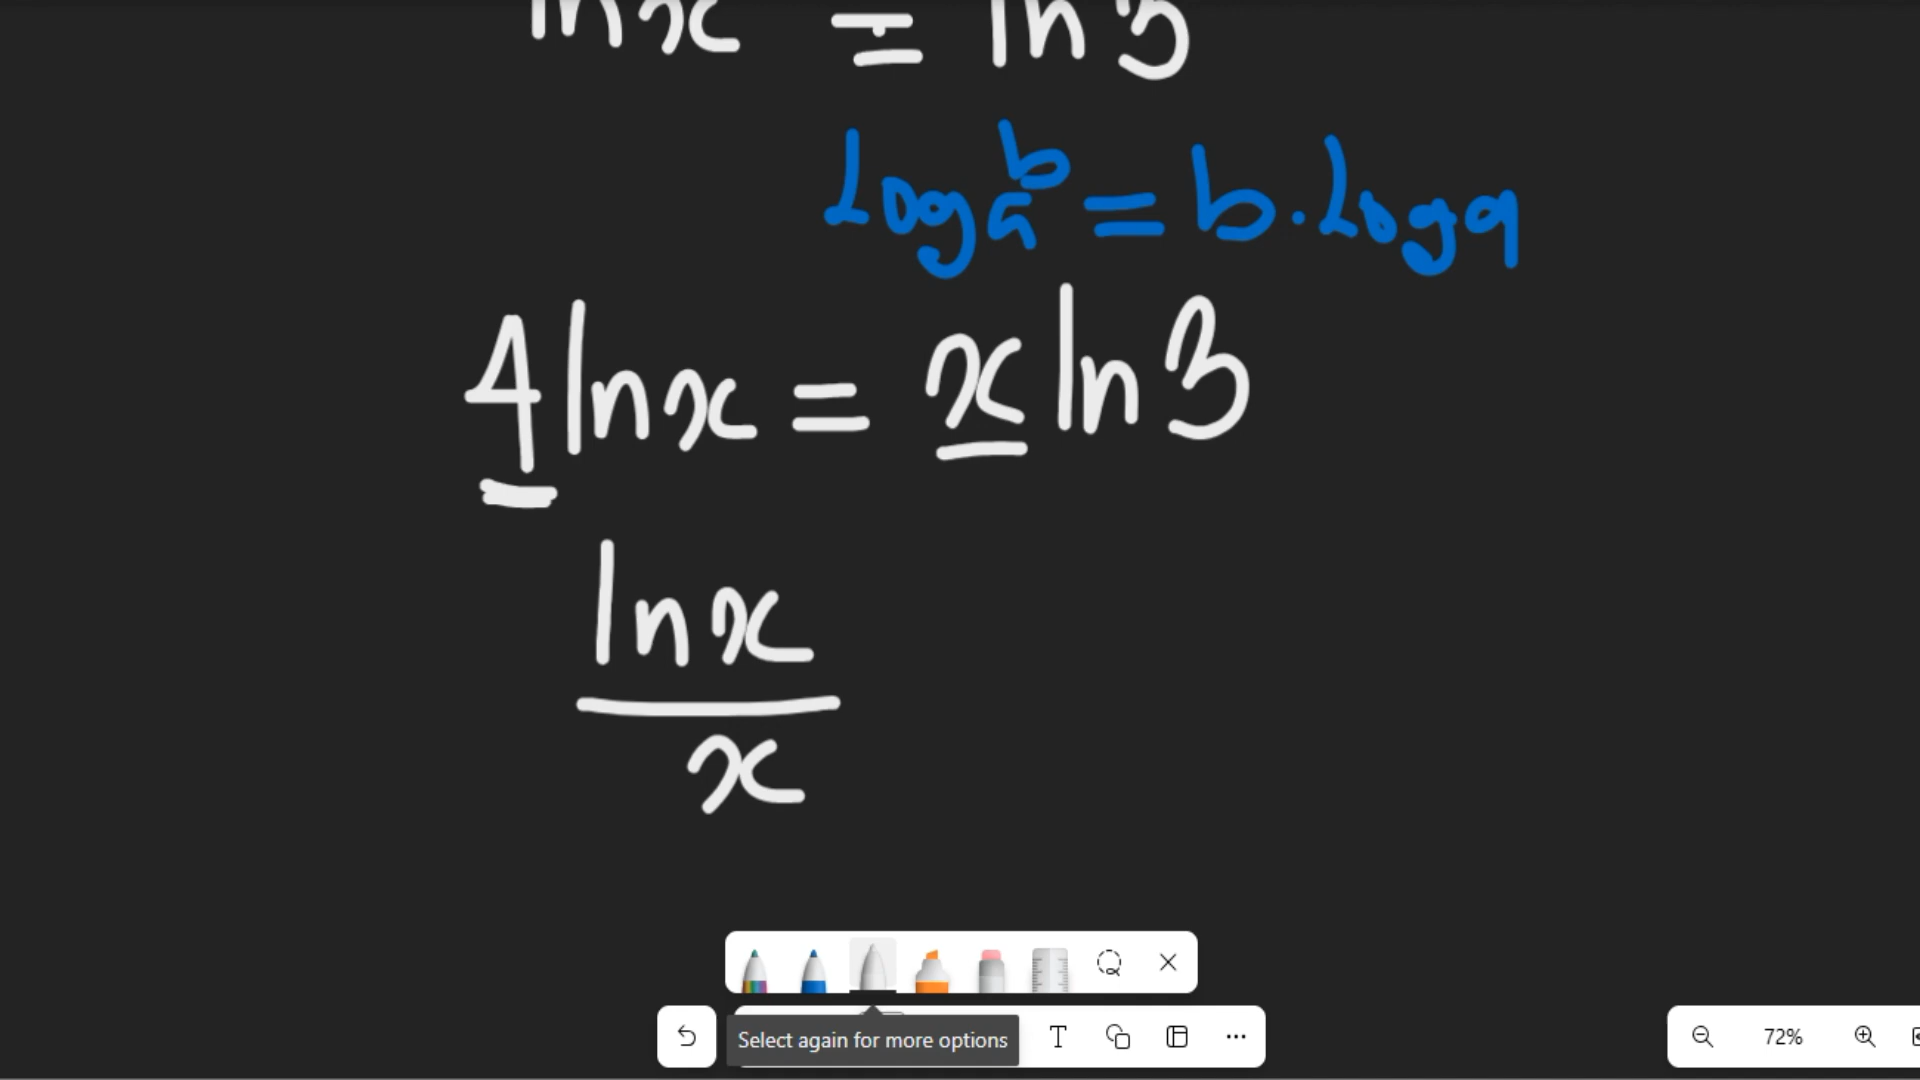 ln x = ln 3
Log a^b = b · Log a
4 ln x = x ln 3
ln x
x
Select again for more options
T
72%